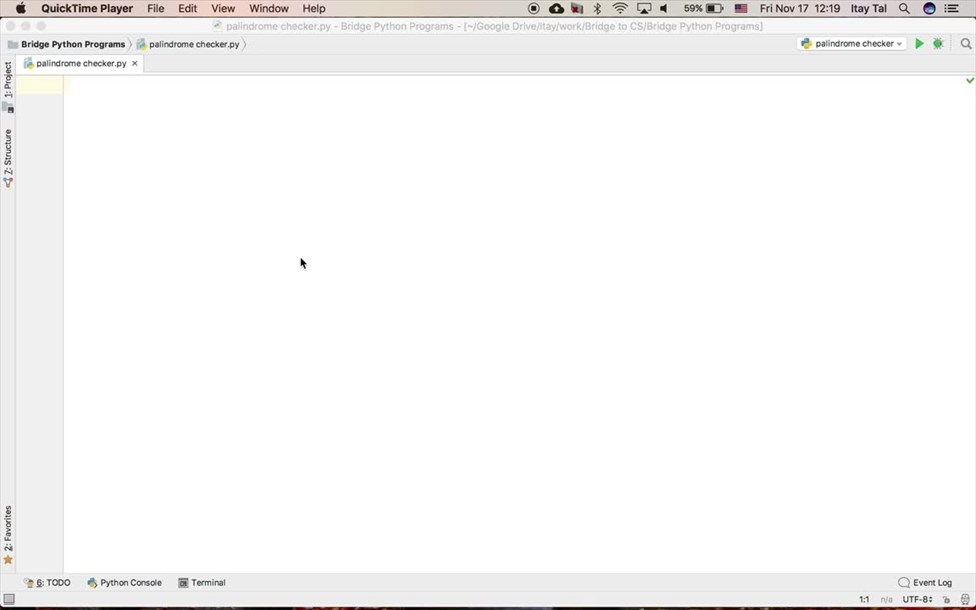 QuickTime Player File Edit View Window Help 59% Fri Nov 17 12:19 Itay Tal
palindrome checker.py - Bridge Python Programs - [~/Google Drive/Itay/work/Bridge to CS/Bridge Python Programs]
Bridge Python Programs palindrome checker.py palindrome checker
palindrome checker.py
1: Project
7: Structure
2: Favorites
6: TODO Python Console Terminal Event Log
1:1 n/a UTF-8